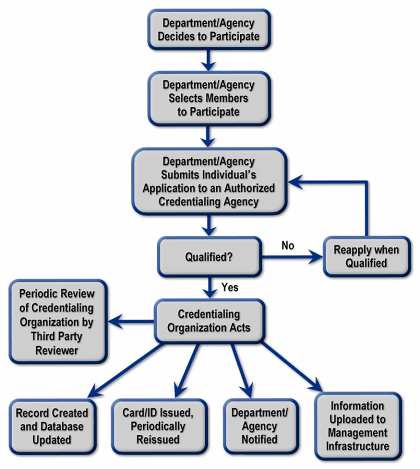 Department/Agency
Decides to Participate
Department/Agency
Selects Members
to Participate
Department/Agency
Submits Individual's
Application to an Authorized
Credentialing Agency
Qualified?
No
Reapply when
Qualified
Yes
Periodic Review
of Credentialing
Organization by
Third Party
Reviewer
Credentialing
Organization Acts
Record Created
and Database
Updated
Card/ID Issued,
Periodically
Reissued
Department/
Agency
Notified
Information
Uploaded to
Management
Infrastructure